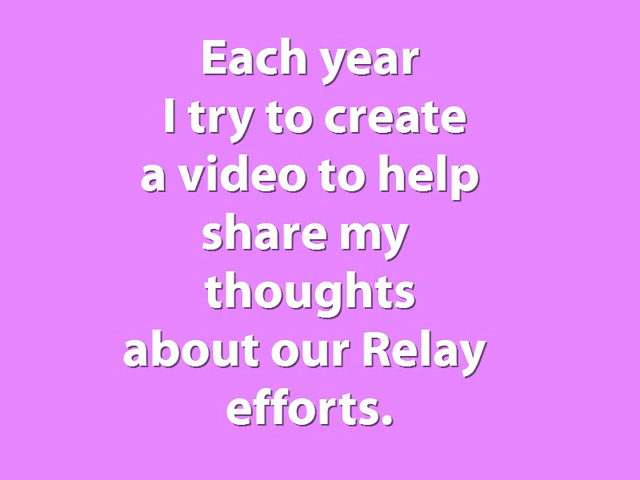 Each year
I try to create
a video to help
share my
thoughts
about our Relay
efforts.